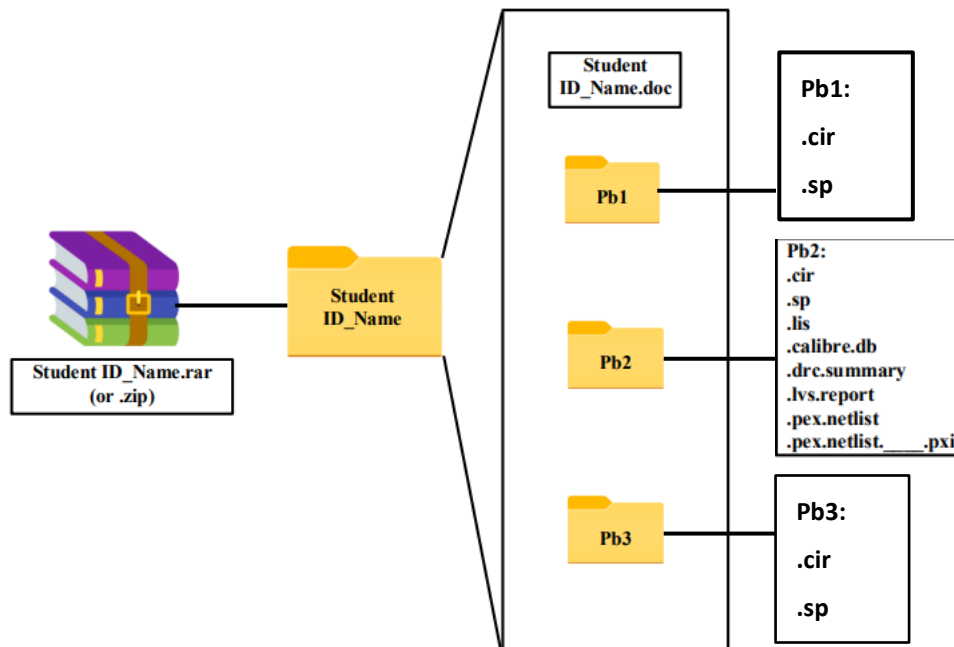 Student ID_Name.rar
(or .zip)
Student
ID_Name
Student
ID_Name.doc
Pb1
Pb2
Pb3
Pb1:
.cir
.sp
Pb2:
.cir
.sp
.lis
.calibre.db
.drc.summary
.lvs.report
.pex.netlist
.pex.netlist.____.pxi
Pb3:
.cir
.sp